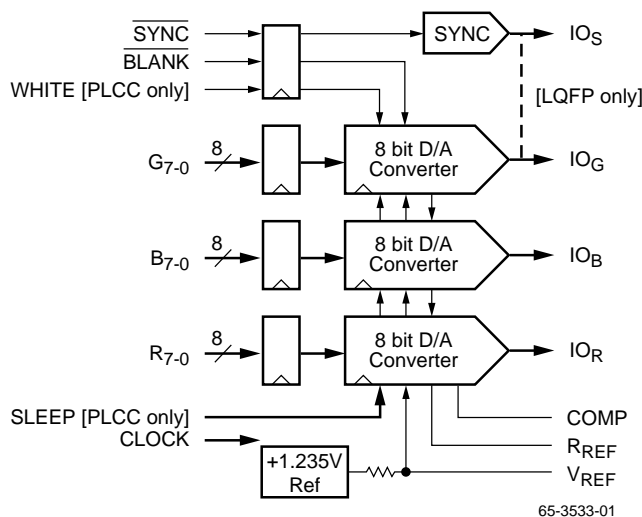 SYNC
SYNC
IOS
BLANK
WHITE [PLCC only]
[LQFP only]
G7-0
8
8 bit D/A
Converter
IOG
B7-0
8
8 bit D/A
Converter
IOB
R7-0
8
8 bit D/A
Converter
IOR
SLEEP [PLCC only]
CLOCK
COMP
RREF
+1.235V
Ref
VREF
65-3533-01